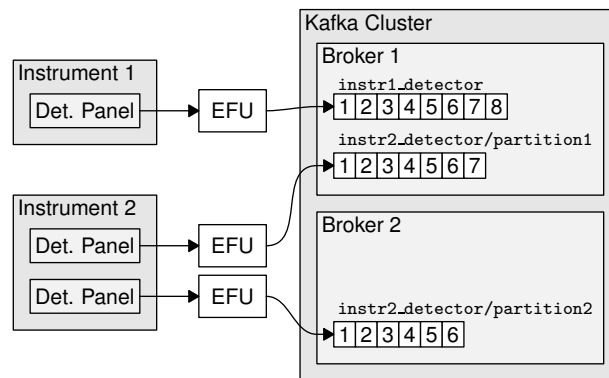 Kafka Cluster
Broker 1
Instrument 1
instr1_detector
Det. Panel
EFU
1 2 3 4 5 6 7 8
instr2_detector/partition1
1 2 3 4 5 6 7
Instrument 2
Broker 2
Det. Panel
EFU
Det. Panel
EFU
instr2_detector/partition2
1 2 3 4 5 6